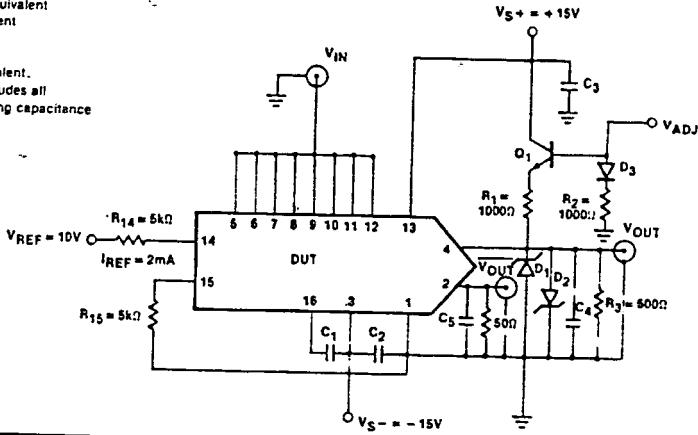 quivalent
ent
lent.
udes all
ng capacitance
VS+ = + 15V
VIN
C3
VADJ
Q1
D3
R1 =
1000Ω
R2 =
1000Ω
5 6 7 8 9 10 11 12 13
R14 = 5kΩ
VREF = 10V
14
IREF = 2mA
DUT
4
VOUT
VOUT
D1
D2
15
2
R15 = 5kΩ
16 3 1
C1
C2
C5
50Ω
C4
R3 = 500Ω
VS- = - 15V